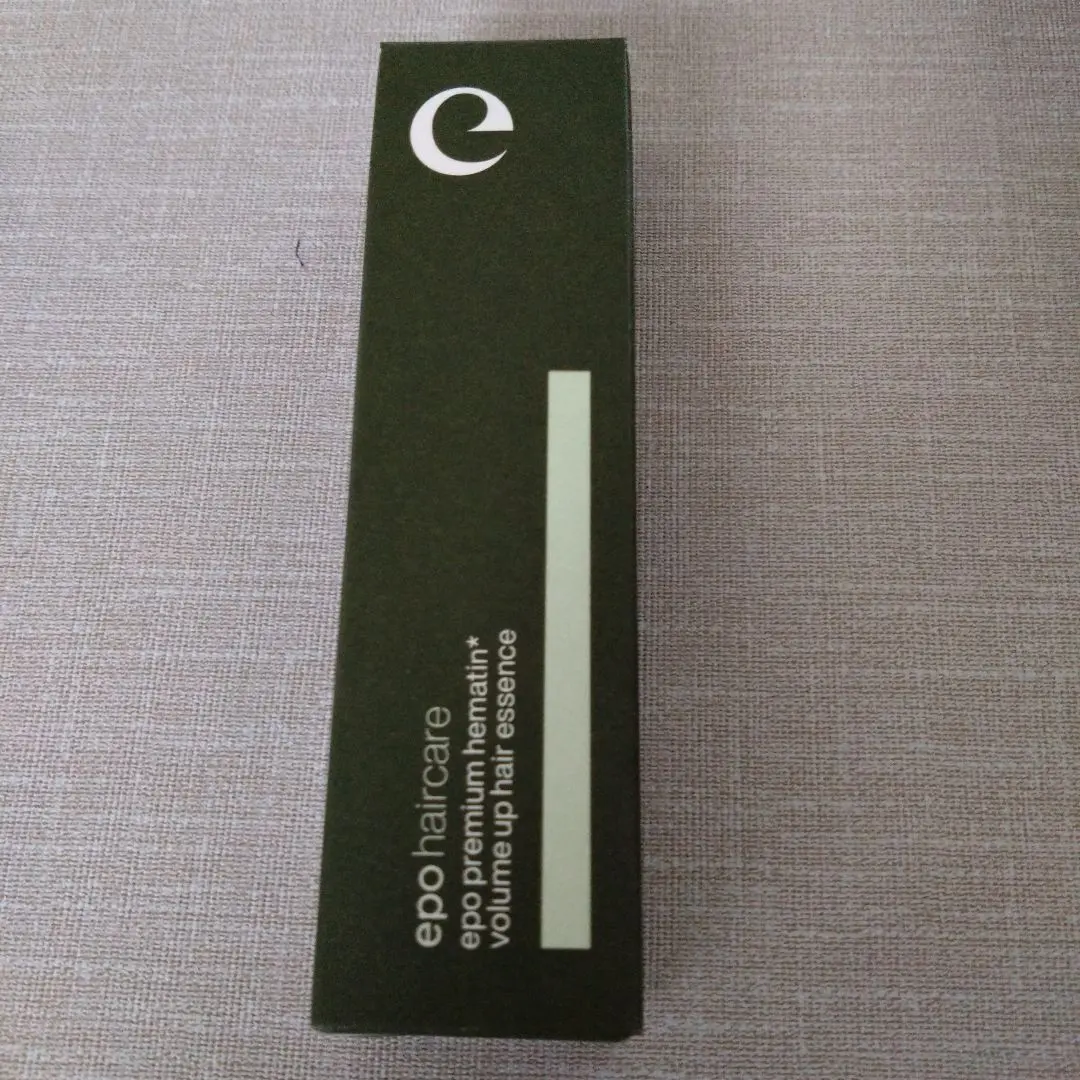 e
epo haircare
epo premium hematin*
volume up hair essence